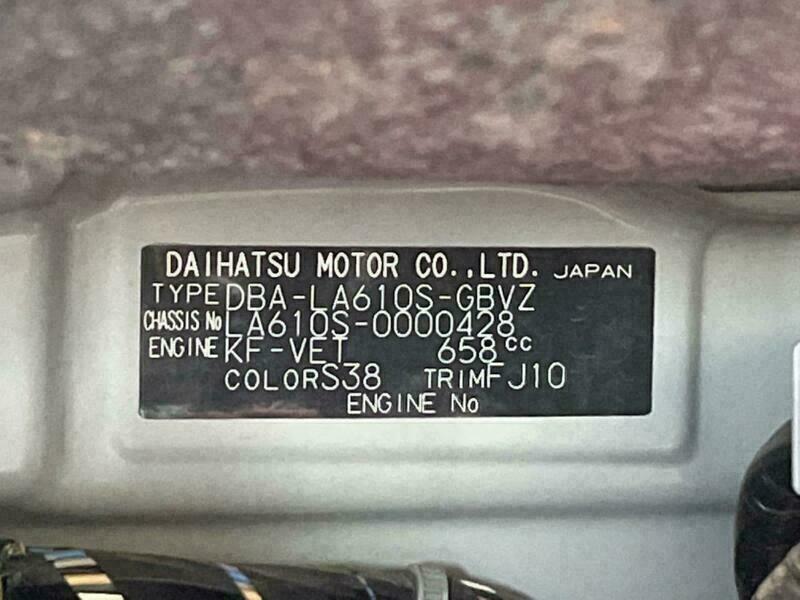 DAIHATSU MOTOR CO.,LTD. JAPAN
TYPE DBA-LA610S-GBVZ
CHASSIS No LA610S-0000428
ENGINE KF-VET 658cc
COLOR S38 TRIM FJ10
ENGINE No